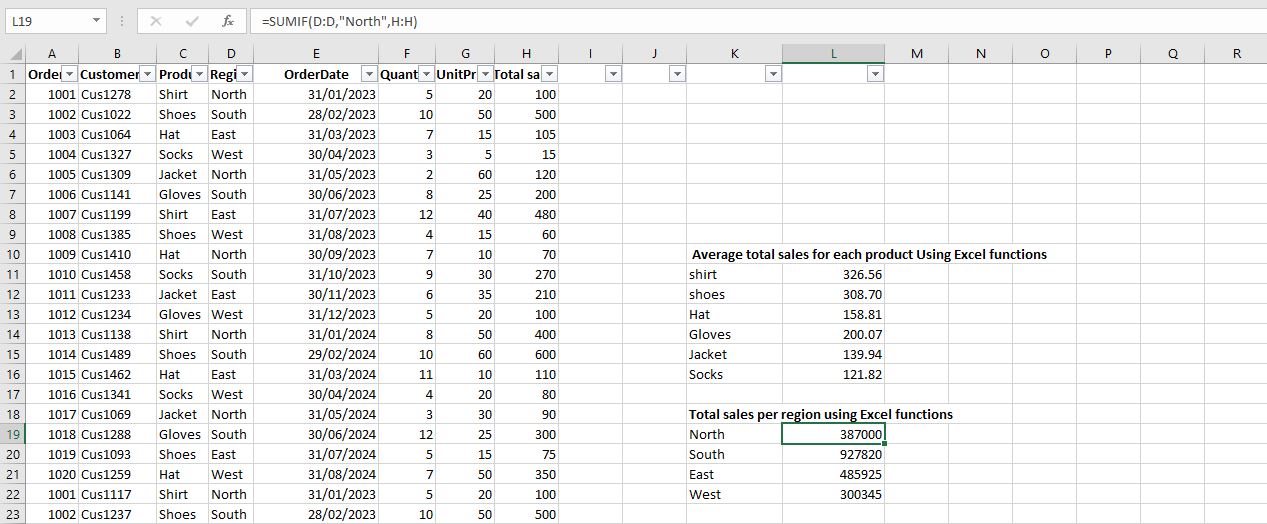 L19 fx =SUMIF(D:D,"North",H:H)
A B C D E F G H I J K L M N O P Q R
1 Order Customer Produ Regi OrderDate Quant UnitPr Total sa
2 1001 Cus1278 Shirt North 31/01/2023 5 20 100
3 1002 Cus1022 Shoes South 28/02/2023 10 50 500
4 1003 Cus1064 Hat East 31/03/2023 7 15 105
5 1004 Cus1327 Socks West 30/04/2023 3 5 15
6 1005 Cus1309 Jacket North 31/05/2023 2 60 120
7 1006 Cus1141 Gloves South 30/06/2023 8 25 200
8 1007 Cus1199 Shirt East 31/07/2023 12 40 480
9 1008 Cus1385 Shoes West 31/08/2023 4 15 60
10 1009 Cus1410 Hat North 30/09/2023 7 10 70 Average total sales for each product Using Excel functions
11 1010 Cus1458 Socks South 31/10/2023 9 30 270 shirt 326.56
12 1011 Cus1233 Jacket East 30/11/2023 6 35 210 shoes 308.70
13 1012 Cus1234 Gloves West 31/12/2023 5 20 100 Hat 158.81
14 1013 Cus1138 Shirt North 31/01/2024 8 50 400 Gloves 200.07
15 1014 Cus1489 Shoes South 29/02/2024 10 60 600 Jacket 139.94
16 1015 Cus1462 Hat East 31/03/2024 11 10 110 Socks 121.82
17 1016 Cus1341 Socks West 30/04/2024 4 20 80
18 1017 Cus1069 Jacket North 31/05/2024 3 30 90 Total sales per region using Excel functions
19 1018 Cus1288 Gloves South 30/06/2024 12 25 300 North 387000
20 1019 Cus1093 Shoes East 31/07/2024 5 15 75 South 927820
21 1020 Cus1259 Hat West 31/08/2024 7 50 350 East 485925
22 1001 Cus1117 Shirt North 31/01/2023 5 20 100 West 300345
23 1002 Cus1237 Shoes South 28/02/2023 10 50 500